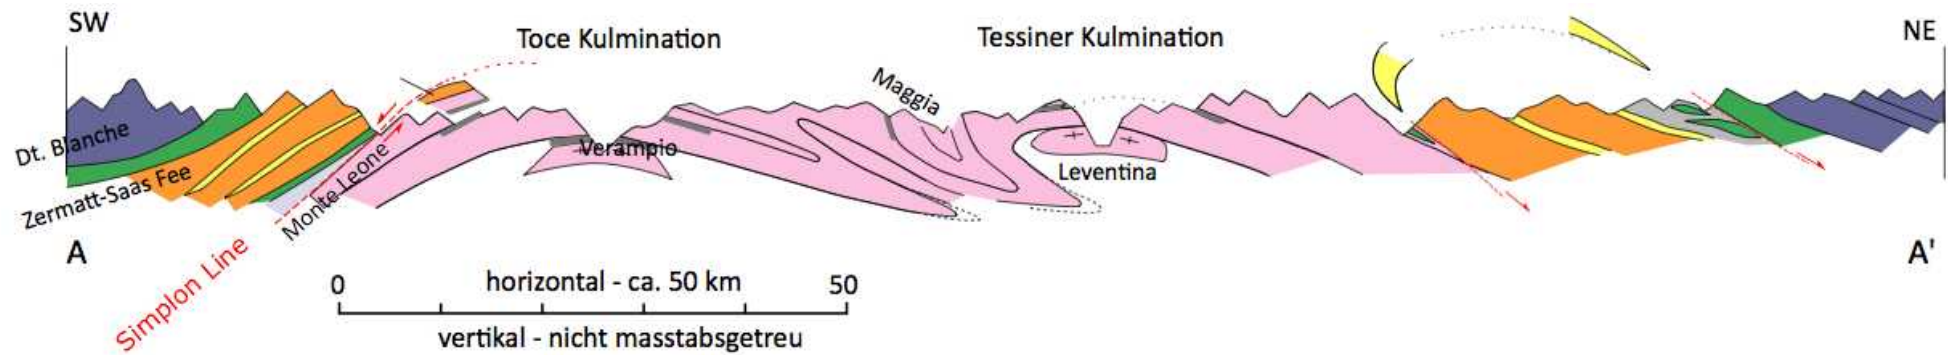 SW
NE
Toce Kulmination
Tessiner Kulmination
Maggia
Dt. Blanche
Verampio
Leventina
Zermatt-Saas Fee
Monte Leone
A
A'
Simplon Line
0
horizontal - ca. 50 km
50
vertikal - nicht masstabsgetreu